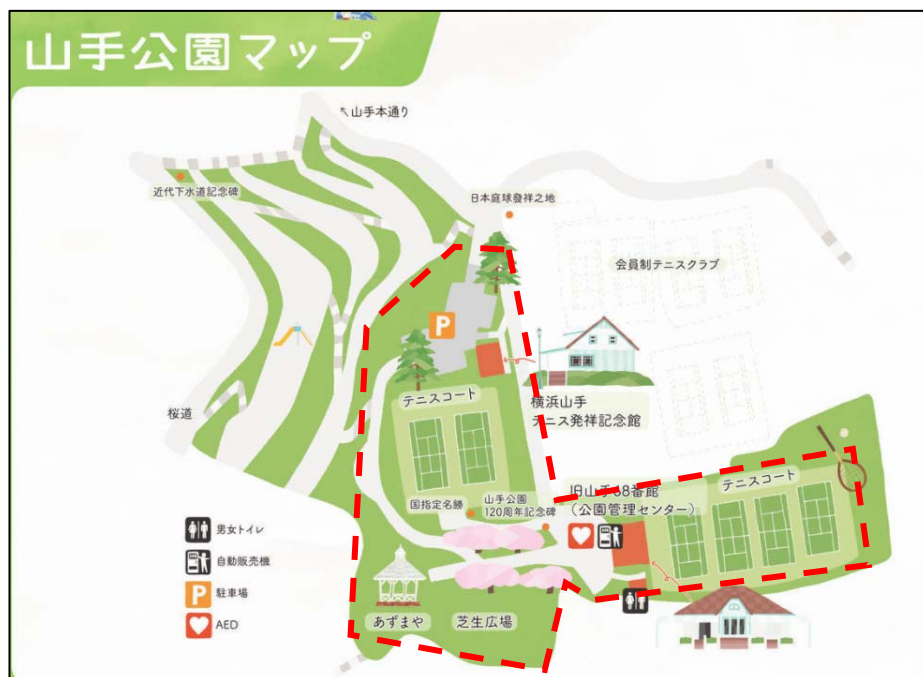 山手公園マップ
↖山手本通り
近代下水道記念碑
日本庭球發祥之地
会員制テニスクラブ
P
横浜山手
テニス発祥記念館
テニスコート
桜道
国指定名勝
山手公園
120周年記念碑
旧山手68番館
(公園管理センター)
テニスコート
男女トイレ
自動販売機
P 駐車場
AED
あずまや
芝生広場